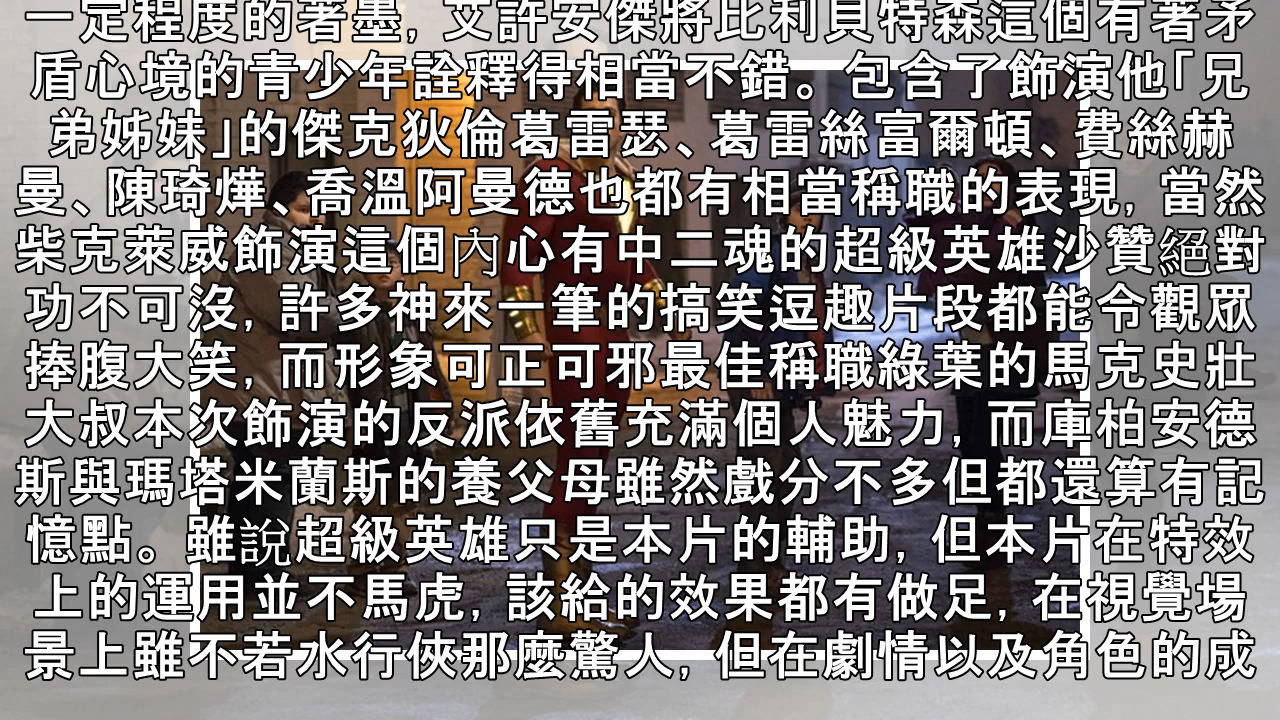 一定程度的著墨, 艾許安傑將比利貝特森這個有著矛
盾心境的青少年詮釋得相當不錯。包含了飾演他「兄
弟姊妹」的傑克狄倫葛雷瑟、葛雷絲富爾頓、費絲赫
曼、陳琦燁、喬溫阿曼德也都有相當稱職的表現, 當然
柴克萊威飾演這個內心有中二魂的超級英雄沙贊絕對
功不可沒, 許多神來一筆的搞笑逗趣片段都能令觀眾
捧腹大笑, 而形象可正可邪最佳稱職綠葉的馬克史壯
大叔本次飾演的反派依舊充滿個人魅力, 而庫柏安德
斯與瑪塔米蘭斯的養父母雖然戲分不多但都還算有記
憶點。雖說超級英雄只是本片的輔助, 但本片在特效
上的運用並不馬虎, 該給的效果都有做足, 在視覺場
景上雖不若水行俠那麼驚人, 但在劇情以及角色的成